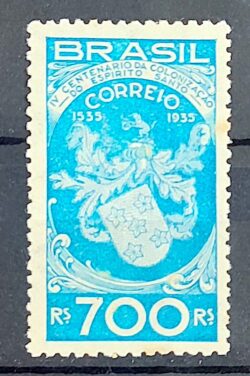 BRASIL
IV CENTENARIO DA COLONIZAÇÃO
DO ESPIRITO SANTO
CORREIO
1535 1935
RS 700 RS